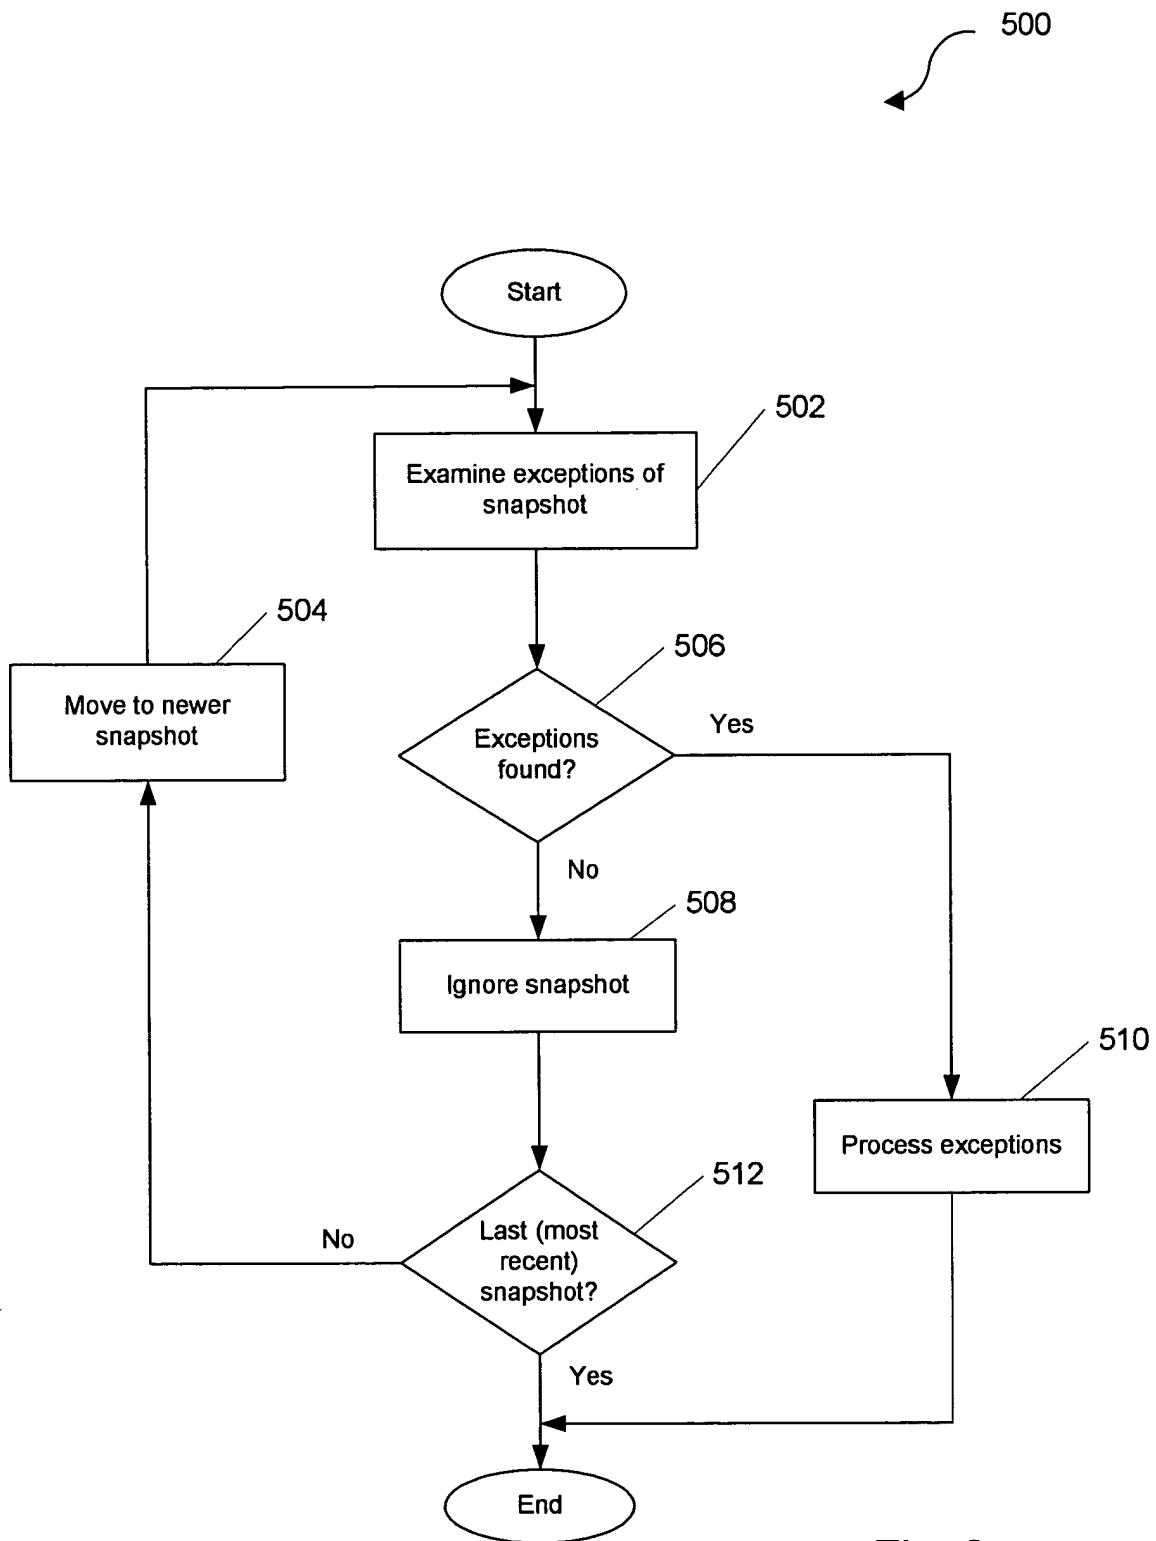 500
Start
502
Examine exceptions of
snapshot
504
Move to newer
snapshot
506
Exceptions
found?
Yes
No
508
Ignore snapshot
510
Process exceptions
512
Last (most
recent)
snapshot?
No
Yes
End